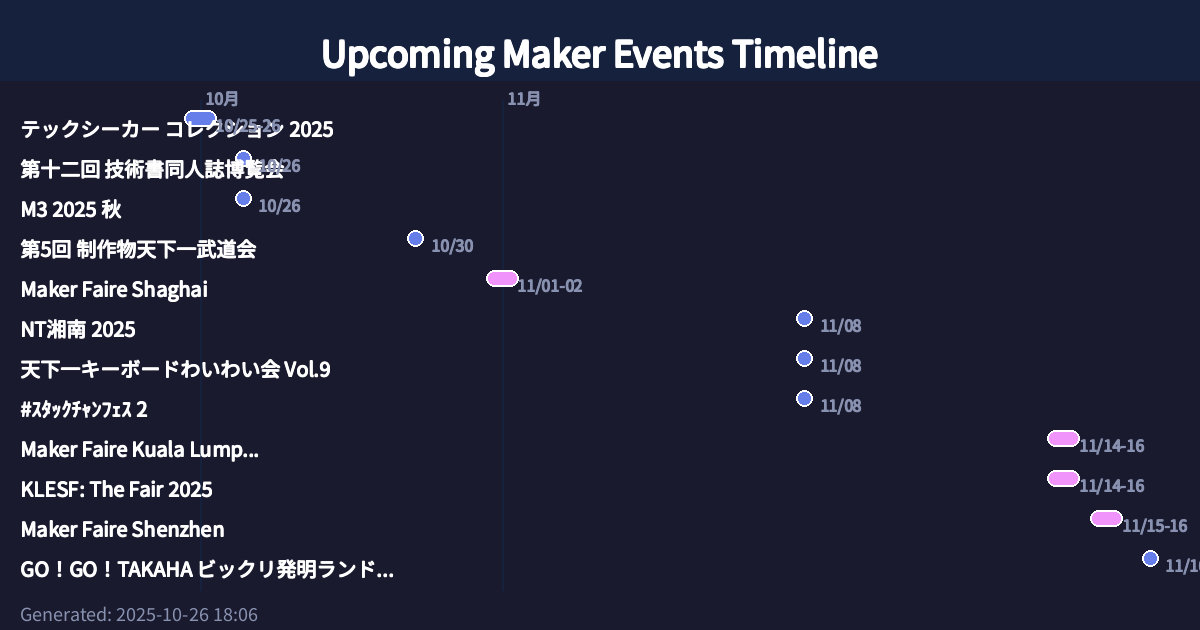 Upcoming Maker Events Timeline
10月 11月
テックシーカー コレクション 2025 10/25-26
第十二回 技術書同人誌博覧会 10/26
M3 2025 秋 10/26
第5回 制作物天下一武道会 10/30
Maker Faire Shaghai 11/01-02
NT湘南 2025 11/08
天下一キーボードわいわい会 Vol.9 11/08
#ｽﾀｯｸﾁｬﾝﾌｪｽ 2 11/08
Maker Faire Kuala Lump... 11/14-16
KLESF: The Fair 2025 11/14-16
Maker Faire Shenzhen 11/15-16
GO！GO！TAKAHA ビックリ発明ランド...
Generated: 2025-10-26 18:06